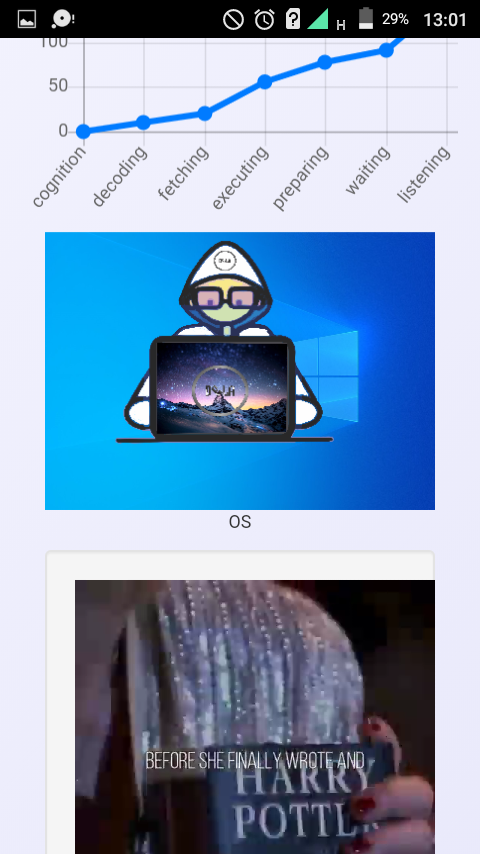 H 29% 13:01
100
50
0
cognition decoding fetching executing preparing waiting listening
OS
BEFORE SHE FINALLY WROTE AND
HARRY